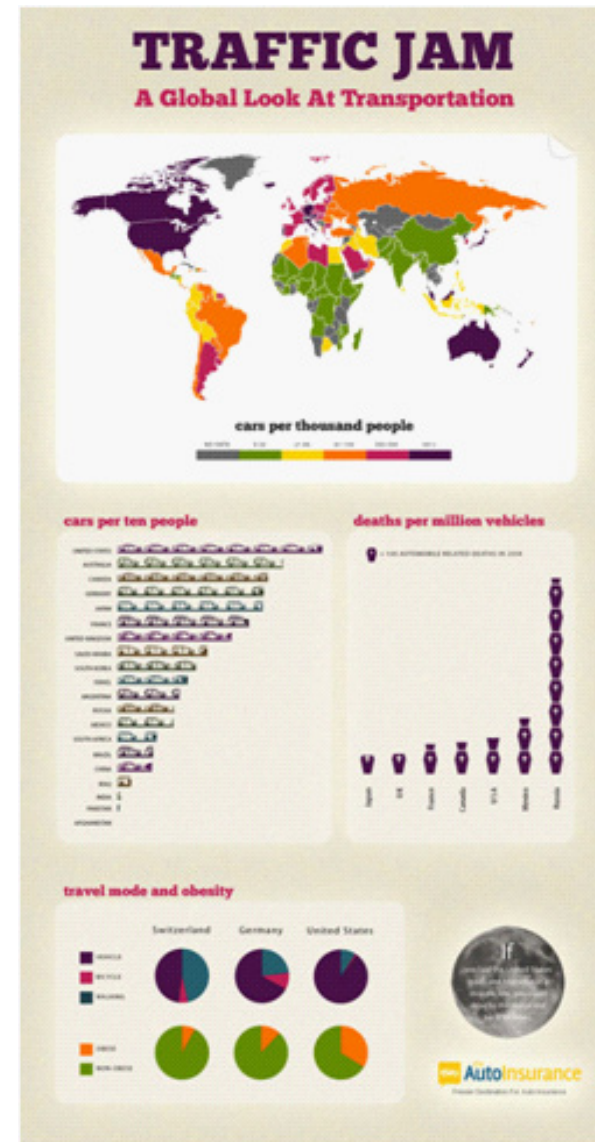 TRAFFIC JAM
A Global Look At Transportation
cars per thousand people
cars per ten people
deaths per million vehicles
UNITED STATES
AUSTRALIA
CANADA
GERMANY
JAPAN
FRANCE
UNITED KINGDOM
SAUDI ARABIA
SOUTH KOREA
ISRAEL
ARGENTINA
RUSSIA
MEXICO
SOUTH AFRICA
BRAZIL
CHINA
IRAQ
INDIA
PAKISTAN
AFGHANISTAN
Japan
UK
France
Canada
USA
Mexico
Russia
travel mode and obesity
Switzerland Germany United States
VEHICLE
BICYCLE
WALKING
OBESE
NON-OBESE
If
AutoInsurance